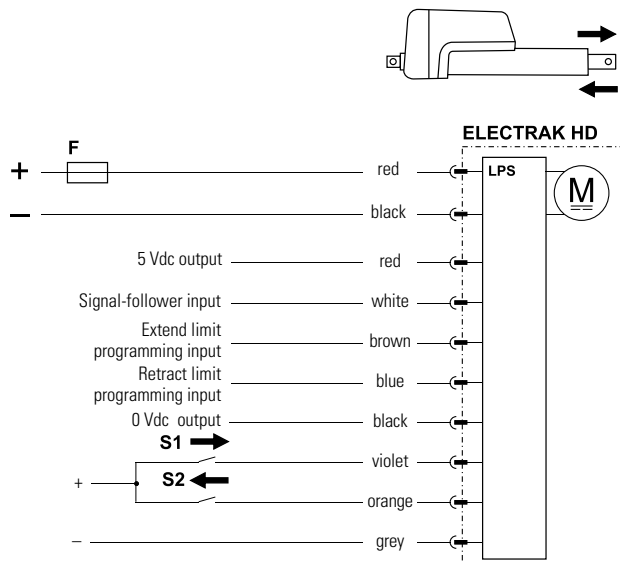 ELECTRAK HD
F
+ red
LPS
M
− black
5 Vdc output red
Signal-follower input white
Extend limit
programming input
brown
Retract limit
programming input
blue
0 Vdc output black
S1
violet
S2
+
orange
− grey